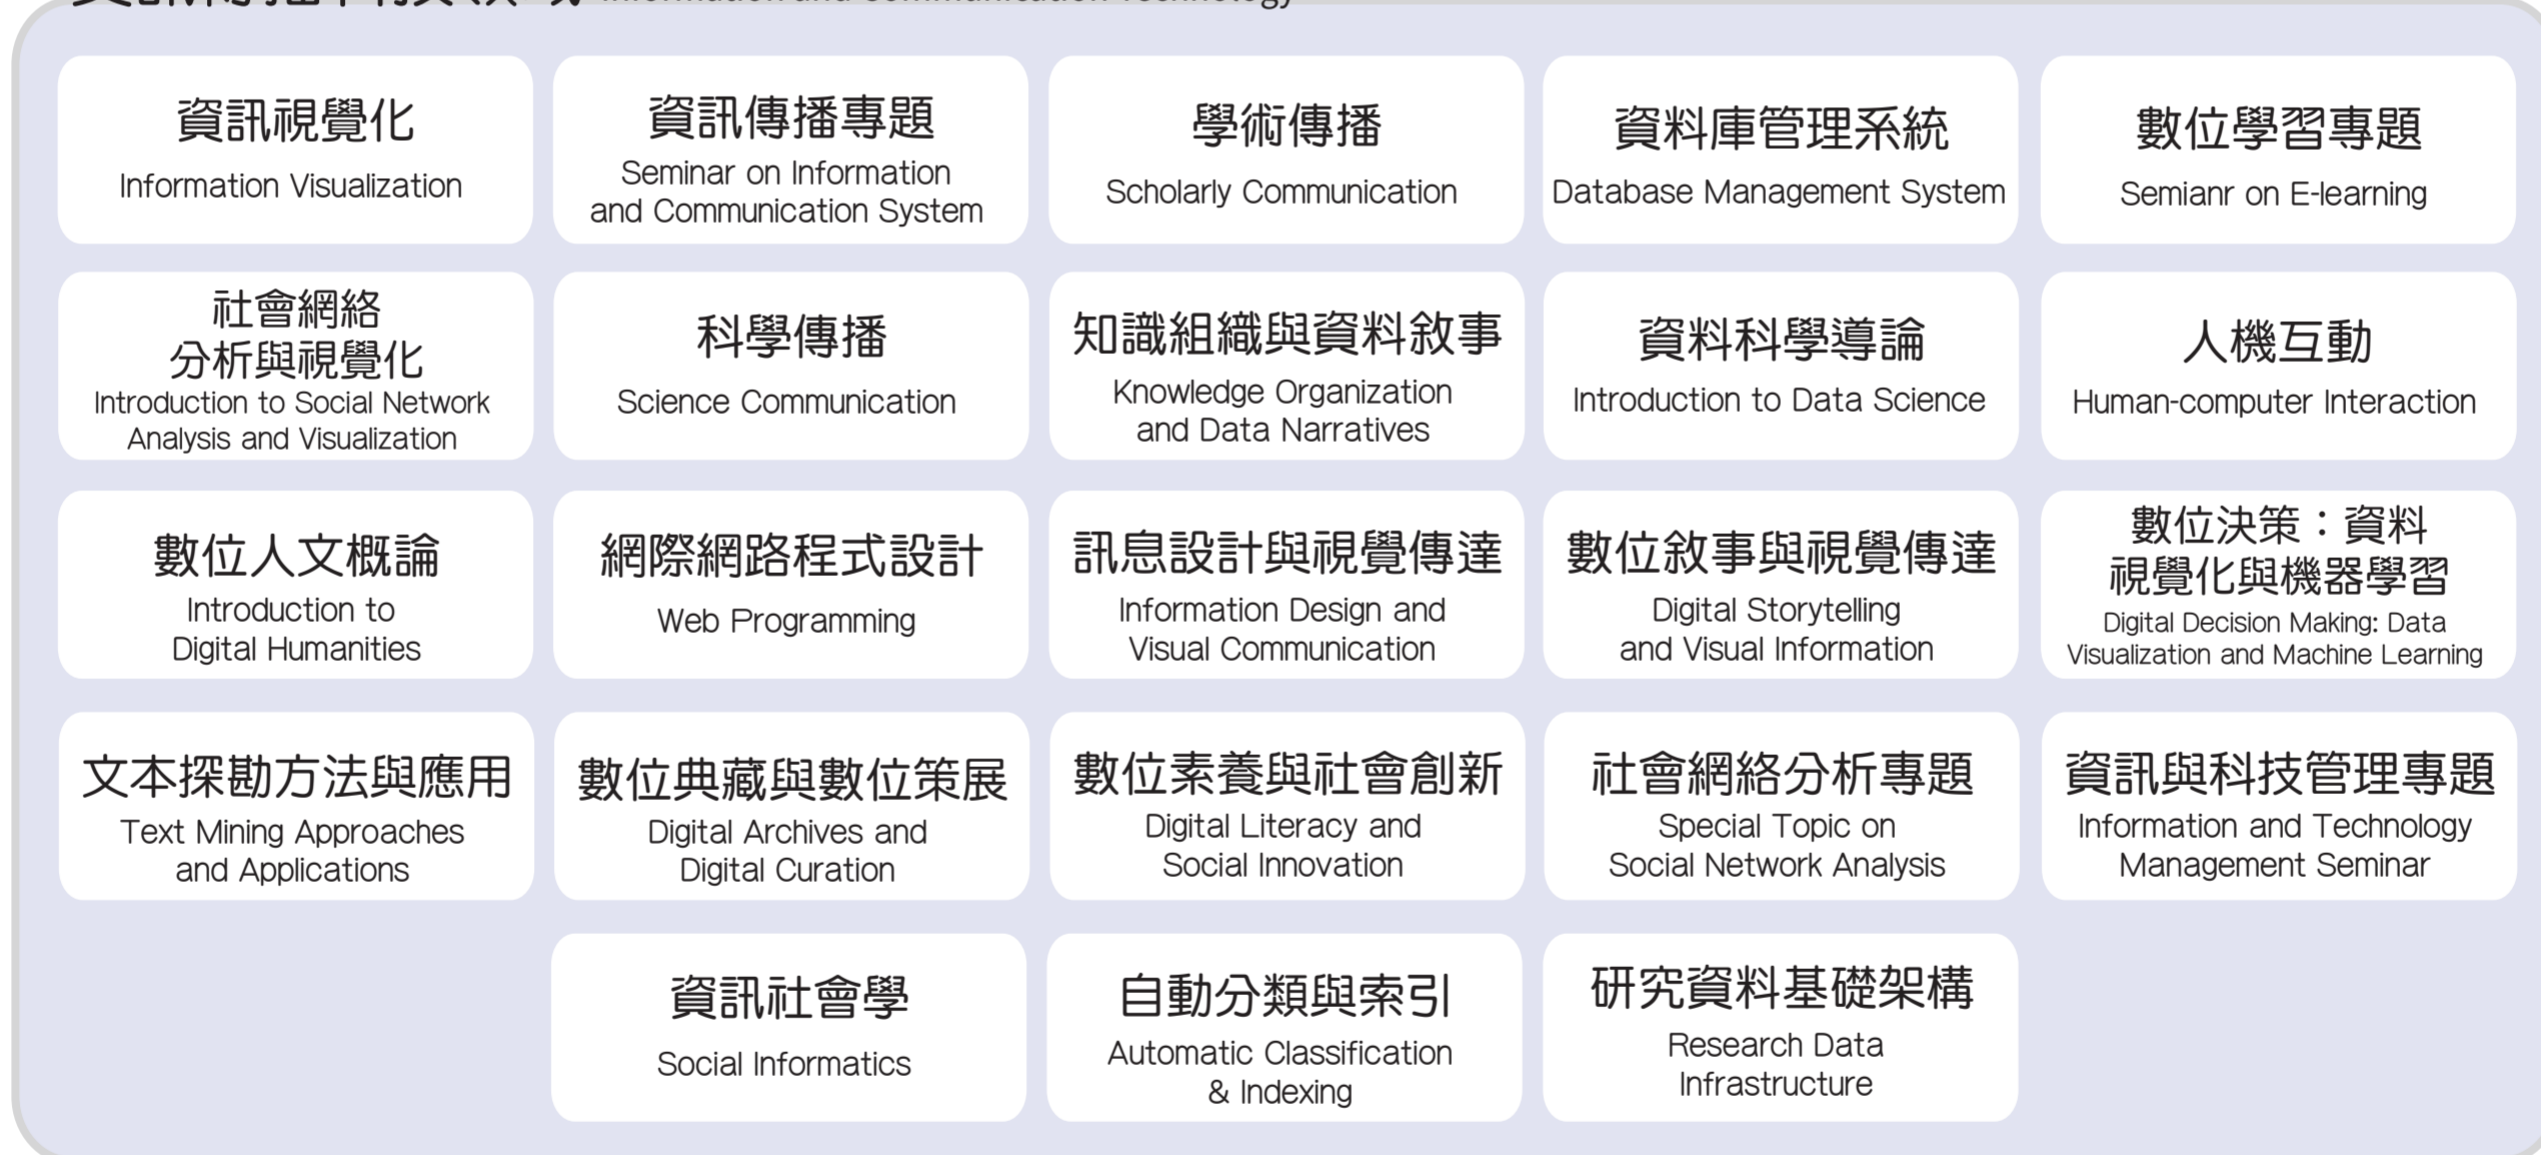 Information and Communication Technology
資訊視覺化
Information Visualization
資訊傳播專題
Seminar on Information
and Communication System
學術傳播
Scholarly Communication
資料庫管理系統
Database Management System
數位學習專題
Semianr on E-learning
社會網絡
分析與視覺化
Introduction to Social Network
Analysis and Visualization
科學傳播
Science Communication
知識組織與資料敘事
Knowledge Organization
and Data Narratives
資料科學導論
Introduction to Data Science
人機互動
Human-computer Interaction
數位人文概論
Introduction to
Digital Humanities
網際網路程式設計
Web Programming
訊息設計與視覺傳達
Information Design and
Visual Communication
數位敘事與視覺傳達
Digital Storytelling
and Visual Information
數位決策：資料
視覺化與機器學習
Digital Decision Making: Data
Visualization and Machine Learning
文本探勘方法與應用
Text Mining Approaches
and Applications
數位典藏與數位策展
Digital Archives and
Digital Curation
數位素養與社會創新
Digital Literacy and
Social Innovation
社會網絡分析專題
Special Topic on
Social Network Analysis
資訊與科技管理專題
Information and Technology
Management Seminar
資訊社會學
Social Informatics
自動分類與索引
Automatic Classification
& Indexing
研究資料基礎架構
Research Data
Infrastructure